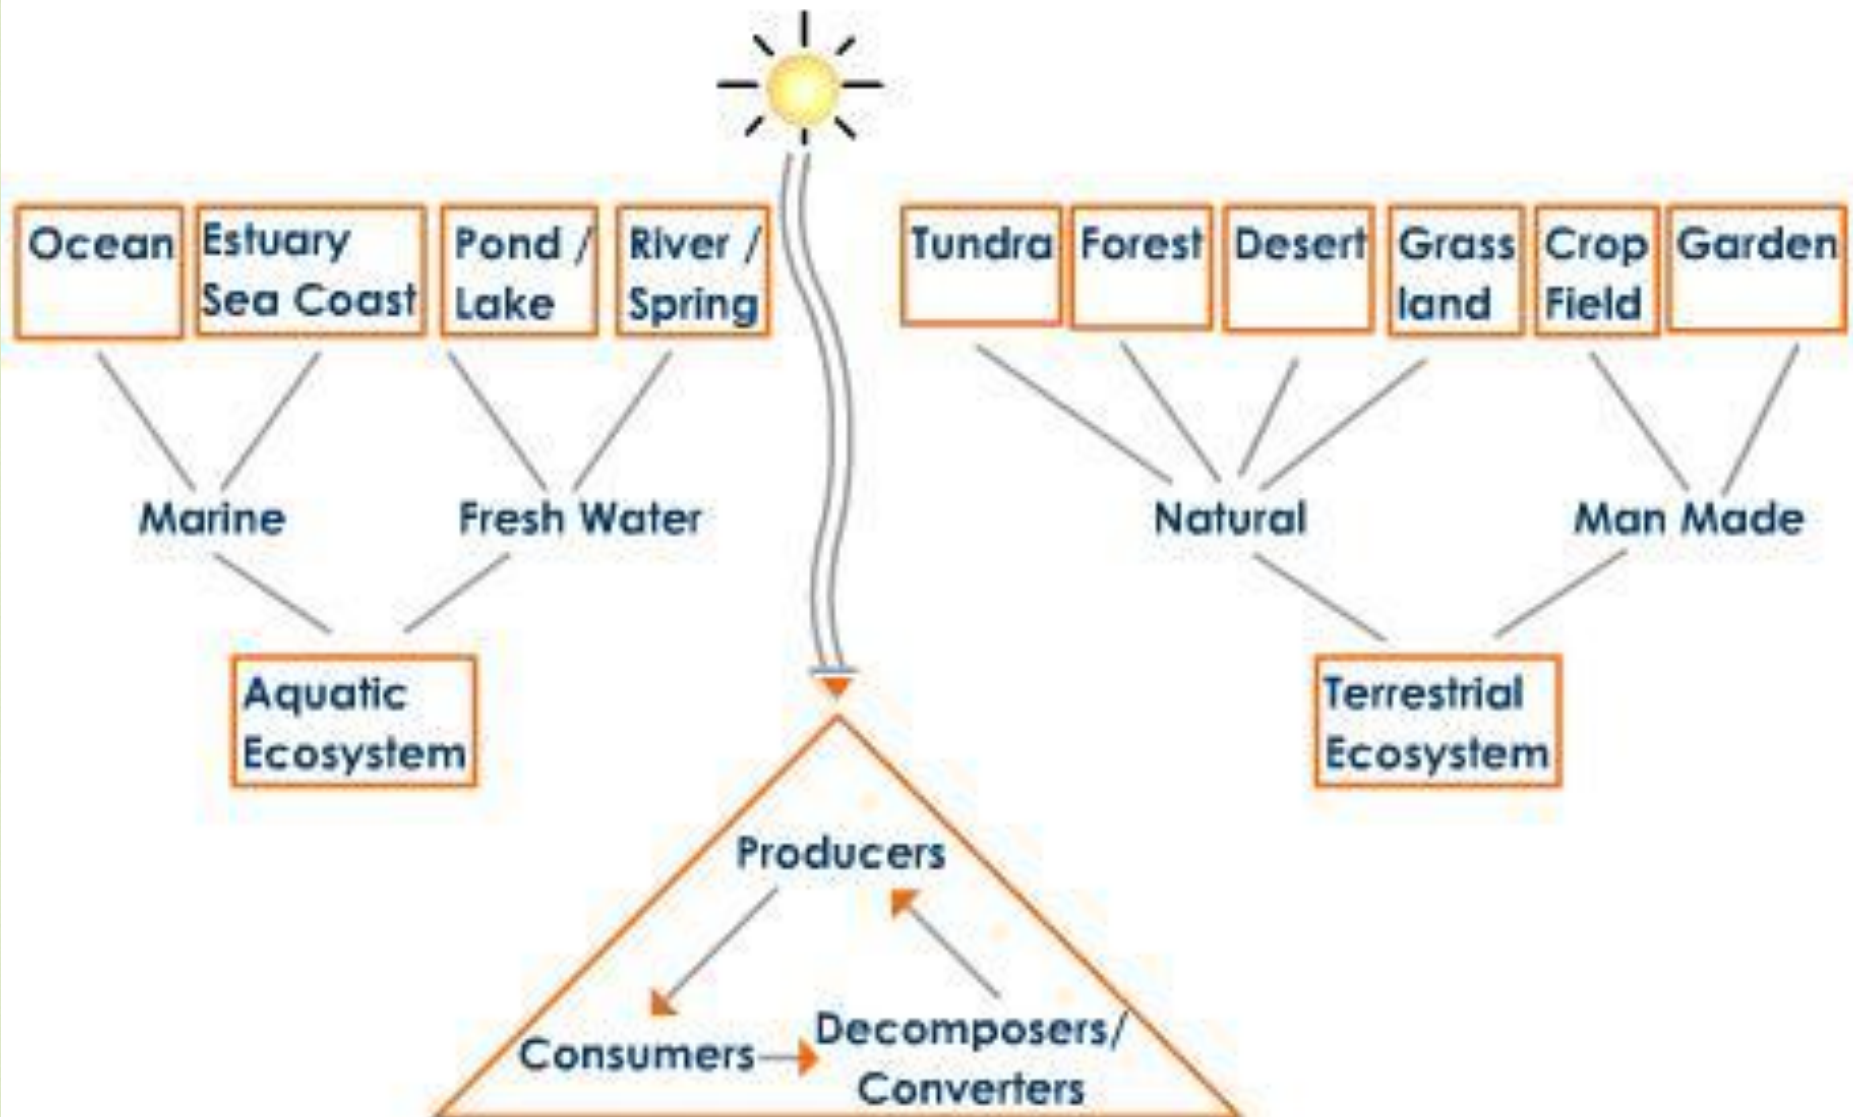 Ocean
Estuary
Sea Coast
Pond /
Lake
River /
Spring
Tundra
Forest
Desert
Grass
land
Crop
Field
Garden
Marine
Fresh Water
Natural
Man Made
Aquatic
Ecosystem
Terrestrial
Ecosystem
Producers
Consumers
Decomposers/
Converters